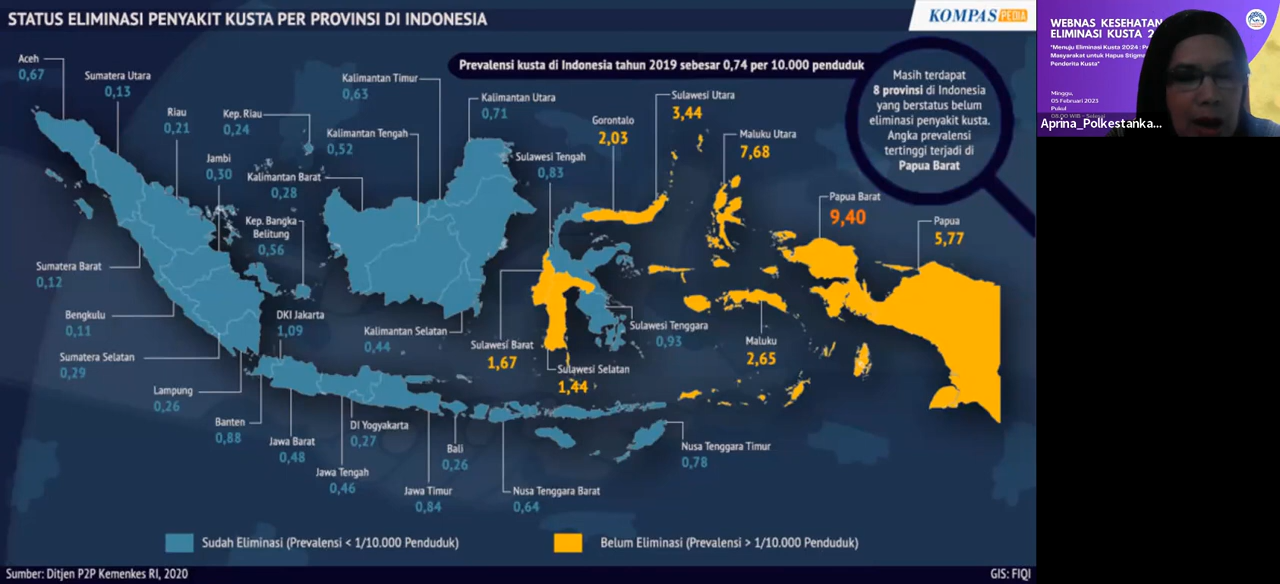 STATUS ELIMINASI PENYAKIT KUSTA PER PROVINSI DI INDONESIA
KOMPAS PEDIA
Prevalensi kusta di Indonesia tahun 2019 sebesar 0,74 per 10.000 penduduk
Masih terdapat
8 provinsi di Indonesia
yang berstatus belum
eliminasi penyakit kusta.
Angka prevalensi
tertinggi terjadi di
Papua Barat
Aceh
0,67
Sumatera Utara
0,13
Riau
0,21
Kep. Riau
0,24
Jambi
0,30
Kalimantan Timur
0,63
Kalimantan Tengah
0,52
Kalimantan Barat
0,28
Kalimantan Utara
0,71
Kep. Bangka
Belitung
0,56
Sulawesi Tengah
0,83
Gorontalo
2,03
Sulawesi Utara
3,44
Maluku Utara
7,68
Papua Barat
9,40
Papua
5,77
Sumatera Barat
0,12
Bengkulu
0,11
Sumatera Selatan
0,29
Lampung
0,26
Banten
0,88
DKI Jakarta
1,09
Jawa Barat
0,48
Jawa Tengah
0,46
DI Yogyakarta
0,27
Jawa Timur
0,84
Bali
0,26
Kalimantan Selatan
0,44
Sulawesi Barat
1,67
Sulawesi Selatan
1,44
Sulawesi Tenggara
0,93
Maluku
2,65
Nusa Tenggara Barat
0,64
Nusa Tenggara Timur
0,78
Sudah Eliminasi (Prevalensi < 1/10.000 Penduduk)
Belum Eliminasi (Prevalensi > 1/10.000 Penduduk)
Sumber: Ditjen P2P Kemenkes RI, 2020
GIS: FIQI
WEBNAS KESEHATAN
ELIMINASI KUSTA 2
"Menuju Eliminasi Kusta 2024 : P
Masyarakat untuk Hapus Stigma
Penderita Kusta"
Minggu,
05 Februari 2023
Pukul
08.00 WIB - Selesai
Aprina_Polkestanka...